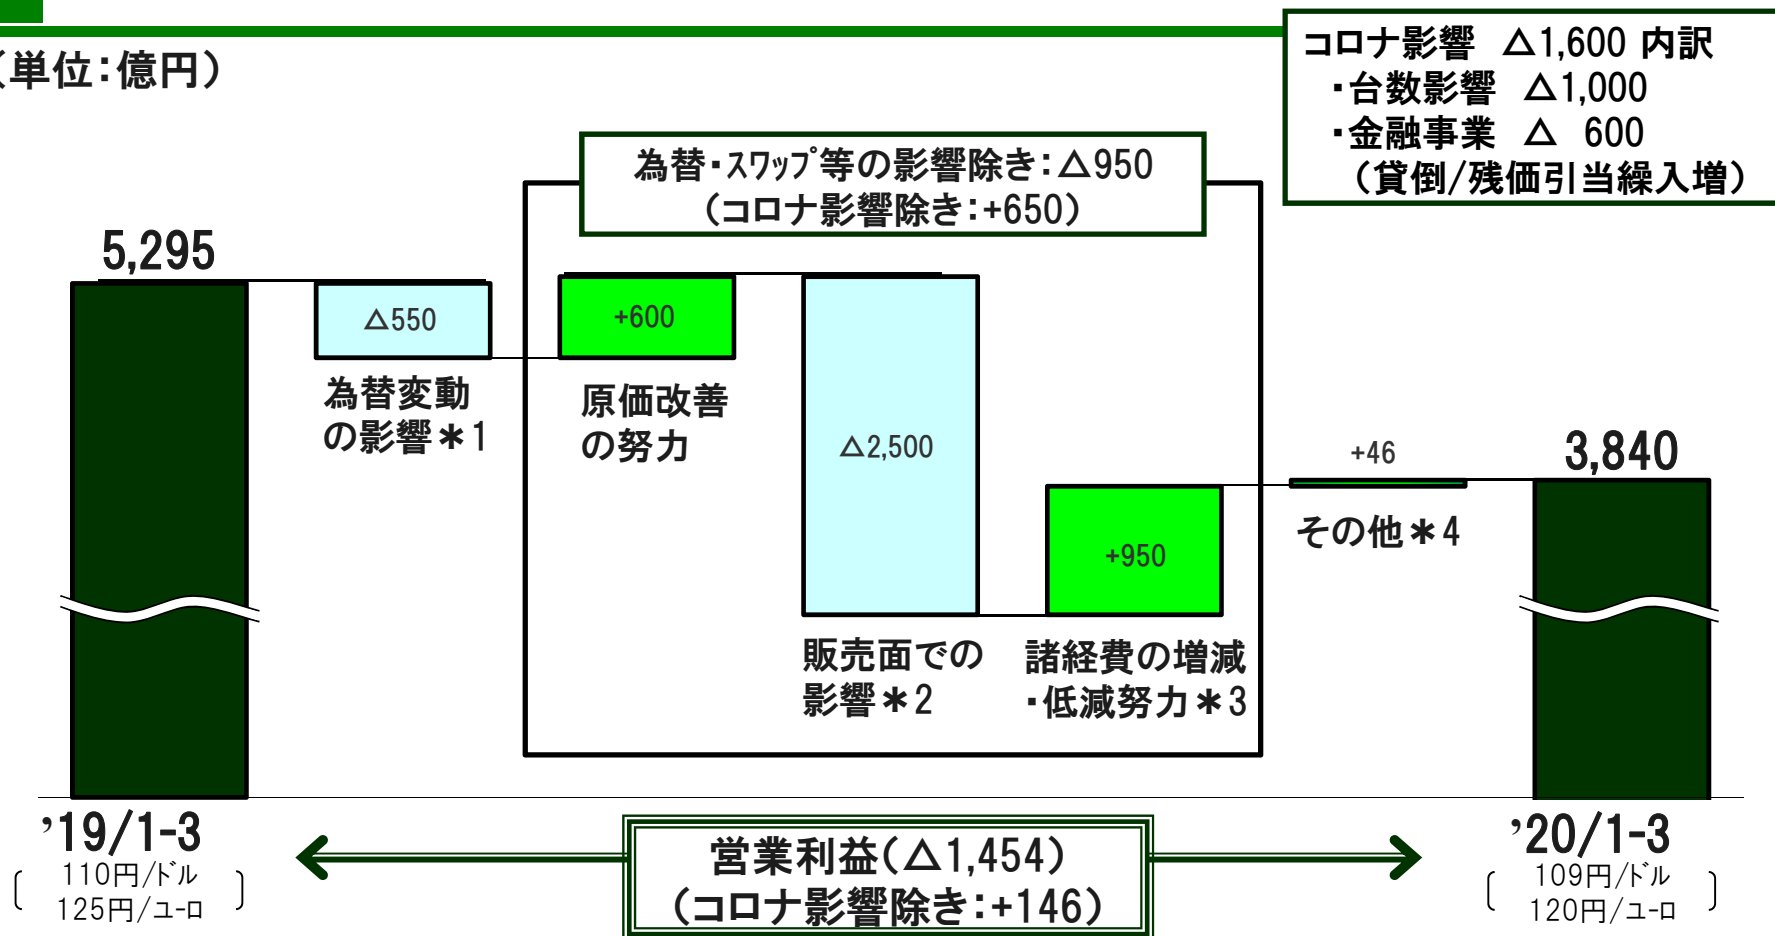 (単位:億円)
コロナ影響 △1,600 内訳
・台数影響 △1,000
・金融事業 △ 600
(貸倒/残価引当繰入増)
為替・スワップ等の影響除き:△950
(コロナ影響除き:+650)
5,295
△550
為替変動
の影響＊1
+600
原価改善
の努力
△2,500
販売面での
影響＊2
+950
諸経費の増減
・低減努力＊3
+46
その他＊4
3,840
’19/1-3
110円/ドル
125円/ユーロ
営業利益(△1,454)
(コロナ影響除き:+146)
’20/1-3
109円/ドル
120円/ユーロ